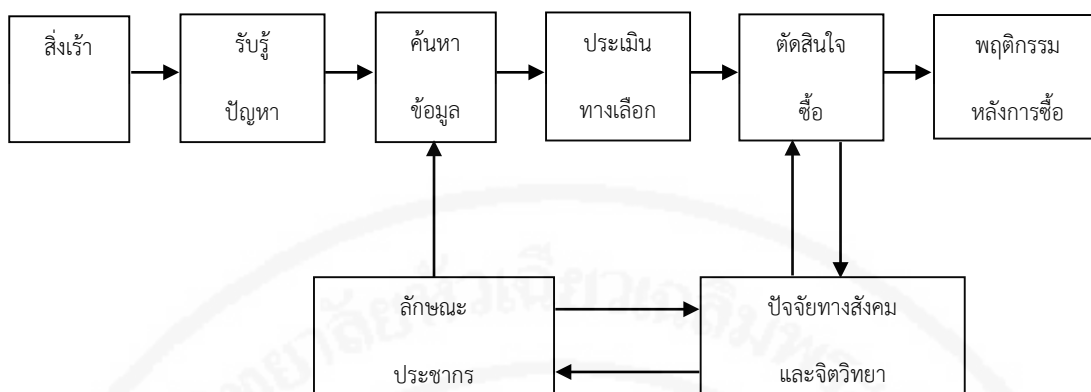 สิ่งเร้า
รับรู้
ปัญหา
ค้นหา
ข้อมูล
ประเมิน
ทางเลือก
ตัดสินใจ
ซื้อ
พฤติกรรม
หลังการซื้อ
ลักษณะ
ประชากร
ปัจจัยทางสังคม
และจิตวิทยา